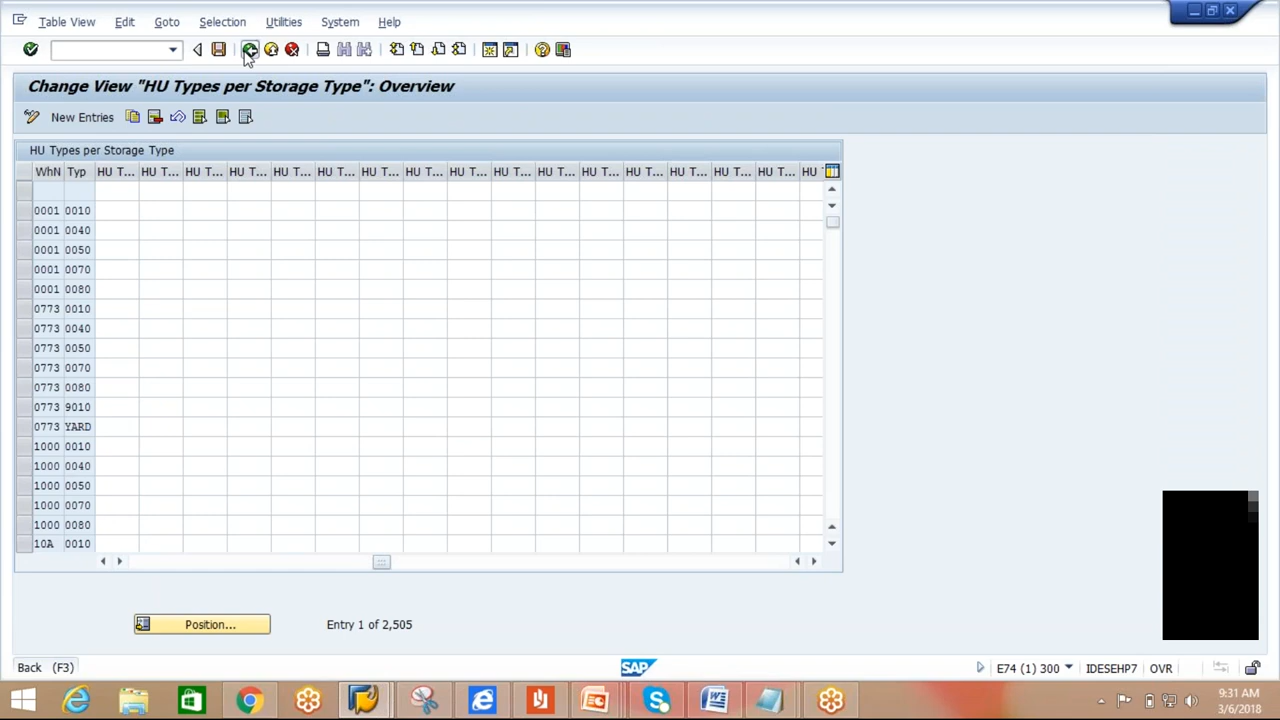 Table View Edit Goto Selection Utilities System Help
Change View "HU Types per Storage Type": Overview
New Entries
HU Types per Storage Type
WhN Typ HU T... HU T... HU T... HU T... HU T... HU T... HU T... HU T... HU T... HU T... HU T... HU T... HU T... HU T... HU T... HU T... HU
0001 0010
0001 0040
0001 0050
0001 0070
0001 0080
0773 0010
0773 0040
0773 0050
0773 0070
0773 0080
0773 9010
0773 YARD
1000 0010
1000 0040
1000 0050
1000 0070
1000 0080
10A 0010
Position... Entry 1 of 2,505
Back (F3) SAP E74 (1) 300 IDESEHP7 OVR
9:31 AM
3/6/2018